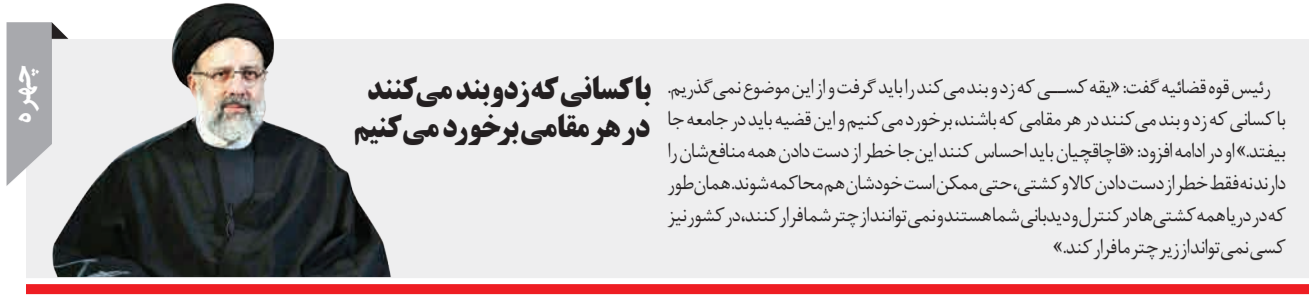 چهره
با کسانی که زد و بند می‌کنند
در هر مقامی برخورد می‌کنیم
رئیس قوه قضائیه گفت: «یقه کسی که زد و بند می کند را باید گرفت و از این موضوع نمی گذریم.
با کسانی که زد و بند می کنند در هر مقامی که باشند، برخورد می کنیم و این قضیه باید در جامعه جا
بیفتد.» او در ادامه افزود: «قاچاقچیان باید احساس کنند این‌جا خطر از دست دادن همه منافع‌شان را
دارند نه فقط خطر از دست دادن کالا و کشتی، حتی ممکن است خودشان هم محاکمه شوند. همان‌طور
که در دریا همه کشتی‌ها در کنترل و دیدبانی شما هستند و نمی توانند از چتر شما فرار کنند، در کشور نیز
کسی نمی تواند از زیر چتر ما فرار کند.»